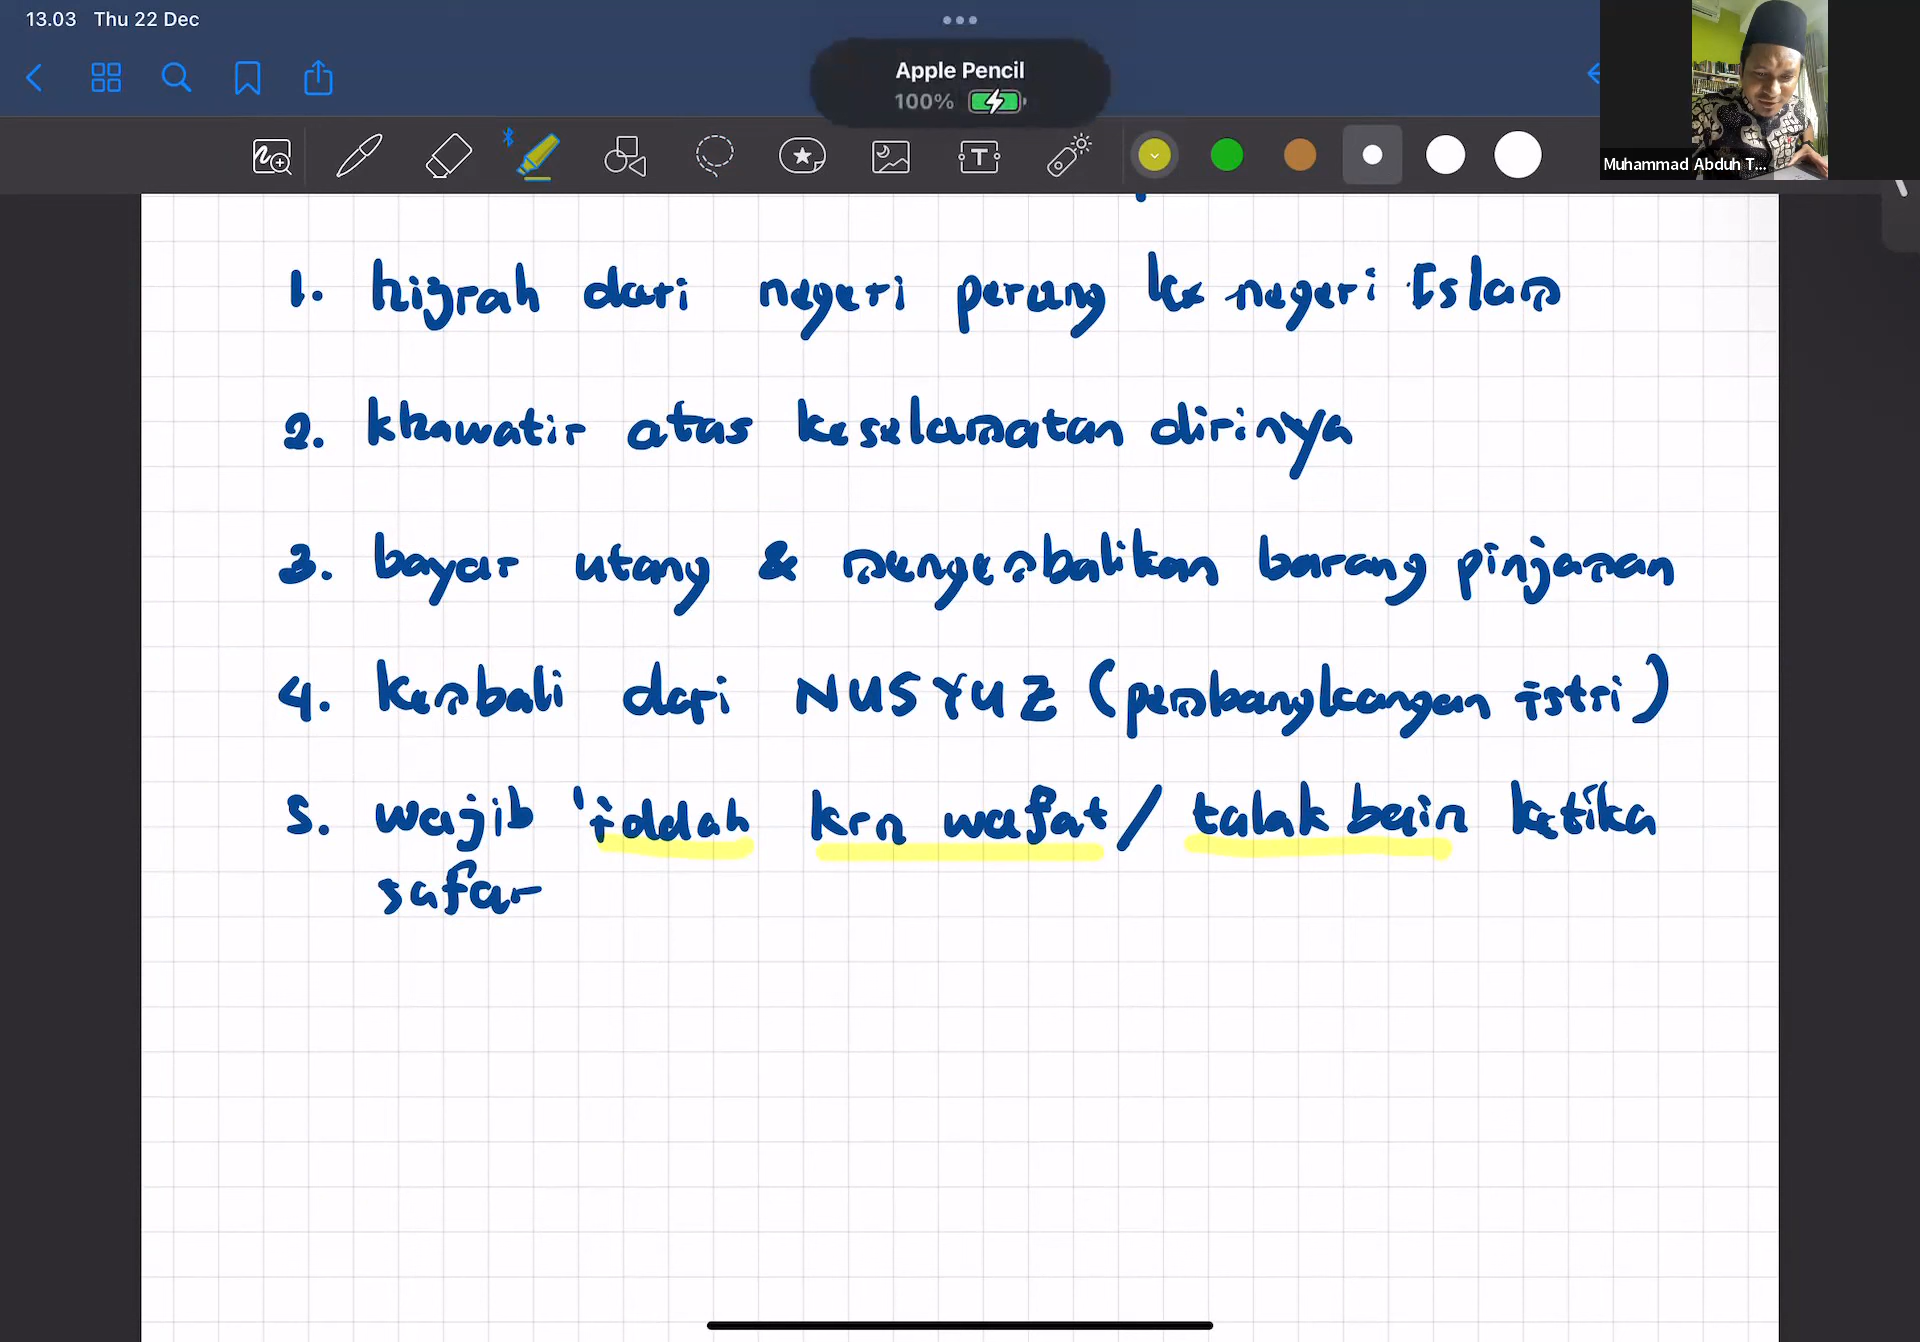 13.03 Thu 22 Dec
Apple Pencil
100%
Muhammad Abduh T...
1. hijrah dari negeri perang ke negeri Islam
2. khawatir atas keselamatan dirinya
3. bayar utang & mengembalikan barang pinjaman
4. kembali dari NUSYUZ (pembangkangan istri)
5. wajib 'iddah krn wafat/ talak bain ketika
safar